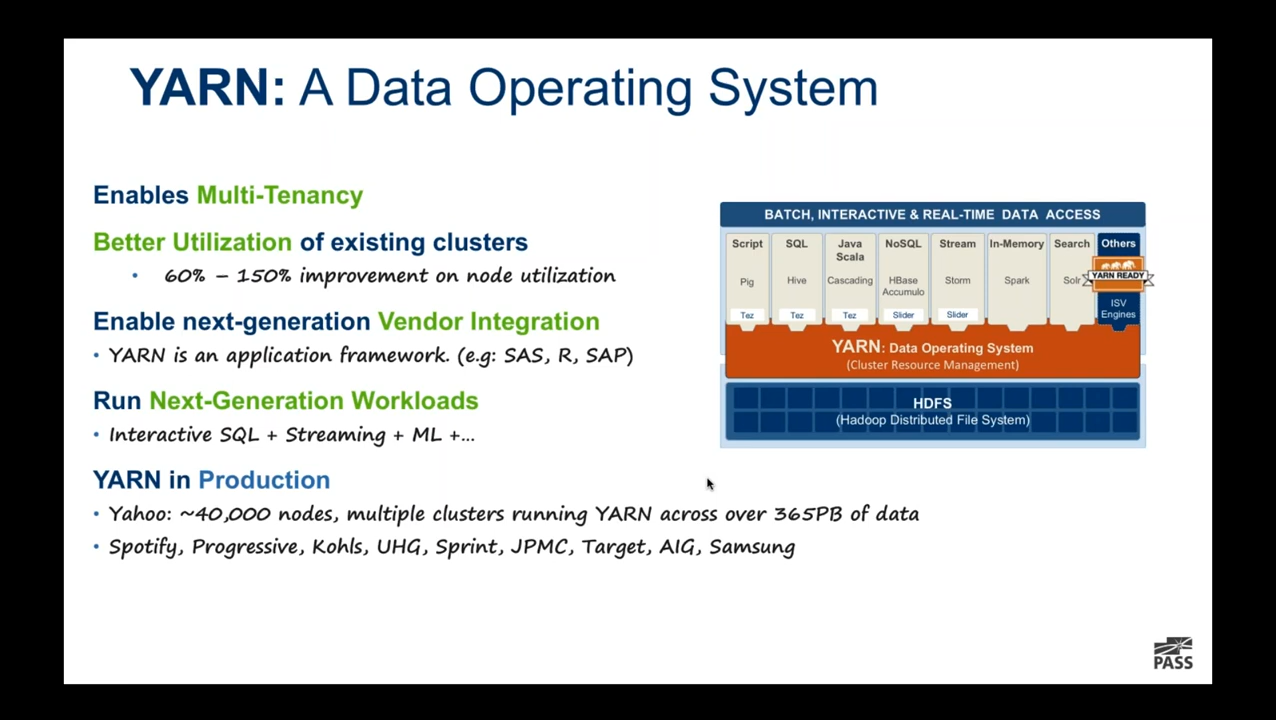 YARN: A Data Operating System
Enables Multi-Tenancy
Better Utilization of existing clusters
• 60% – 150% improvement on node utilization
Enable next-generation Vendor Integration
• YARN is an application framework. (e.g: SAS, R, SAP)
Run Next-Generation Workloads
• Interactive SQL + Streaming + ML +...
YARN in Production
• Yahoo: ~40,000 nodes, multiple clusters running YARN across over 365PB of data
• Spotify, Progressive, Kohls, UHG, Sprint, JPMC, Target, AIG, Samsung
BATCH, INTERACTIVE & REAL-TIME DATA ACCESS
Script
Pig
Tez
SQL
Hive
Tez
Java
Scala
Cascading
Tez
NoSQL
HBase
Accumulo
Slider
Stream
Storm
Slider
In-Memory
Spark
Search
Solr
Others
YARN READY
ISV
Engines
YARN: Data Operating System
(Cluster Resource Management)
HDFS
(Hadoop Distributed File System)
PASS